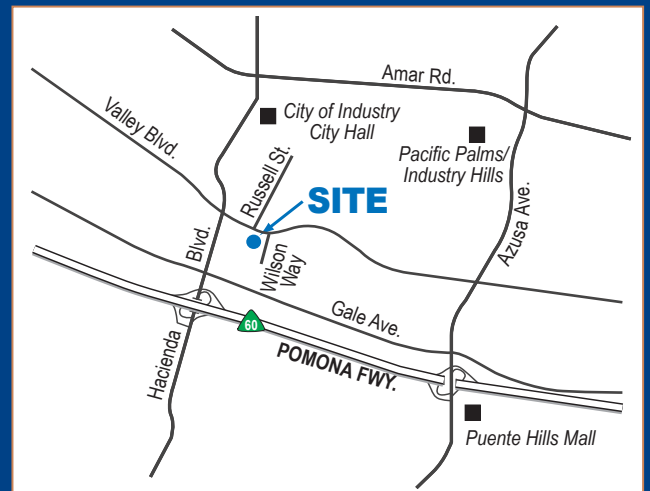 Amar Rd.
City of Industry
City Hall
Valley Blvd.
Pacific Palms/
Industry Hills
Russell St.
SITE
Azusa Ave.
Blvd.
Wilson
Way
Gale Ave.
60
POMONA FWY.
Hacienda
Puente Hills Mall